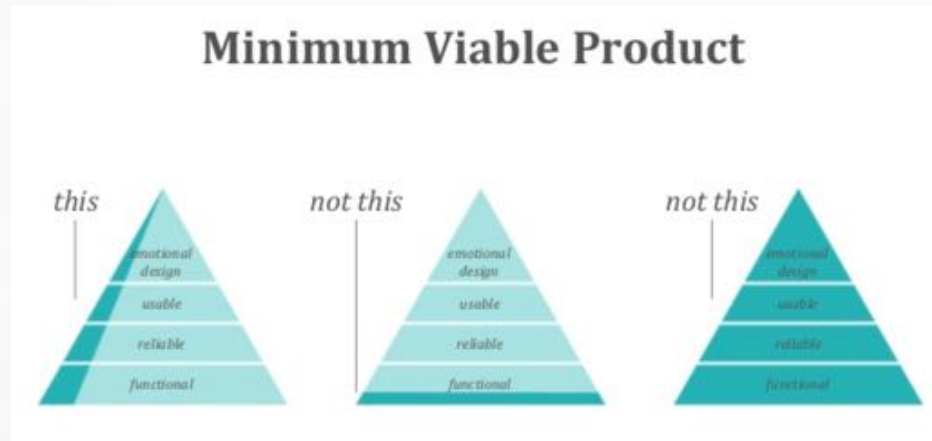 Minimum Viable Product
this
emotional
design
usable
reliable
functional
not this
emotional
design
usable
reliable
functional
not this
emotional
design
usable
reliable
functional